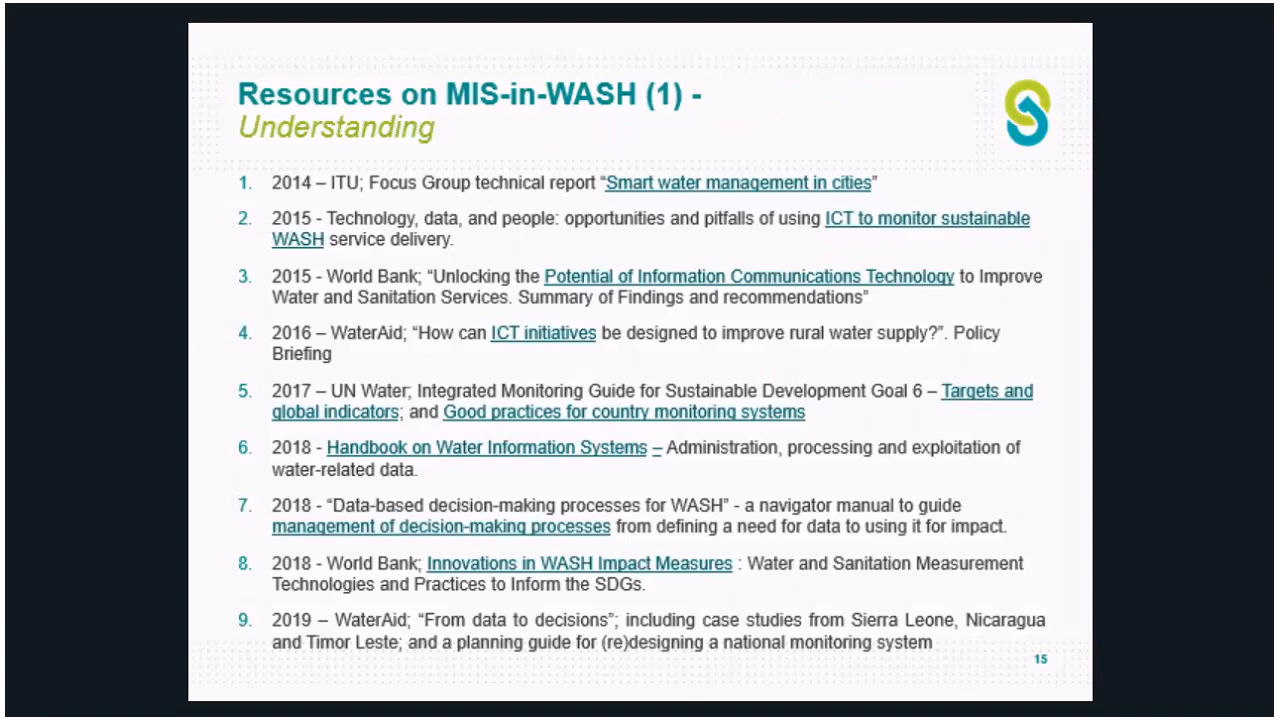 Resources on MIS-in-WASH (1) -
Understanding
1. 2014 – ITU; Focus Group technical report “Smart water management in cities”
2. 2015 - Technology, data, and people: opportunities and pitfalls of using ICT to monitor sustainable
WASH service delivery.
3. 2015 - World Bank; “Unlocking the Potential of Information Communications Technology to Improve
Water and Sanitation Services. Summary of Findings and recommendations”
4. 2016 – WaterAid; “How can ICT initiatives be designed to improve rural water supply?”. Policy
Briefing
5. 2017 – UN Water; Integrated Monitoring Guide for Sustainable Development Goal 6 – Targets and
global indicators; and Good practices for country monitoring systems
6. 2018 - Handbook on Water Information Systems – Administration, processing and exploitation of
water-related data.
7. 2018 - “Data-based decision-making processes for WASH” - a navigator manual to guide
management of decision-making processes from defining a need for data to using it for impact.
8. 2018 - World Bank; Innovations in WASH Impact Measures : Water and Sanitation Measurement
Technologies and Practices to Inform the SDGs.
9. 2019 – WaterAid; “From data to decisions”; including case studies from Sierra Leone, Nicaragua
and Timor Leste; and a planning guide for (re)designing a national monitoring system
15